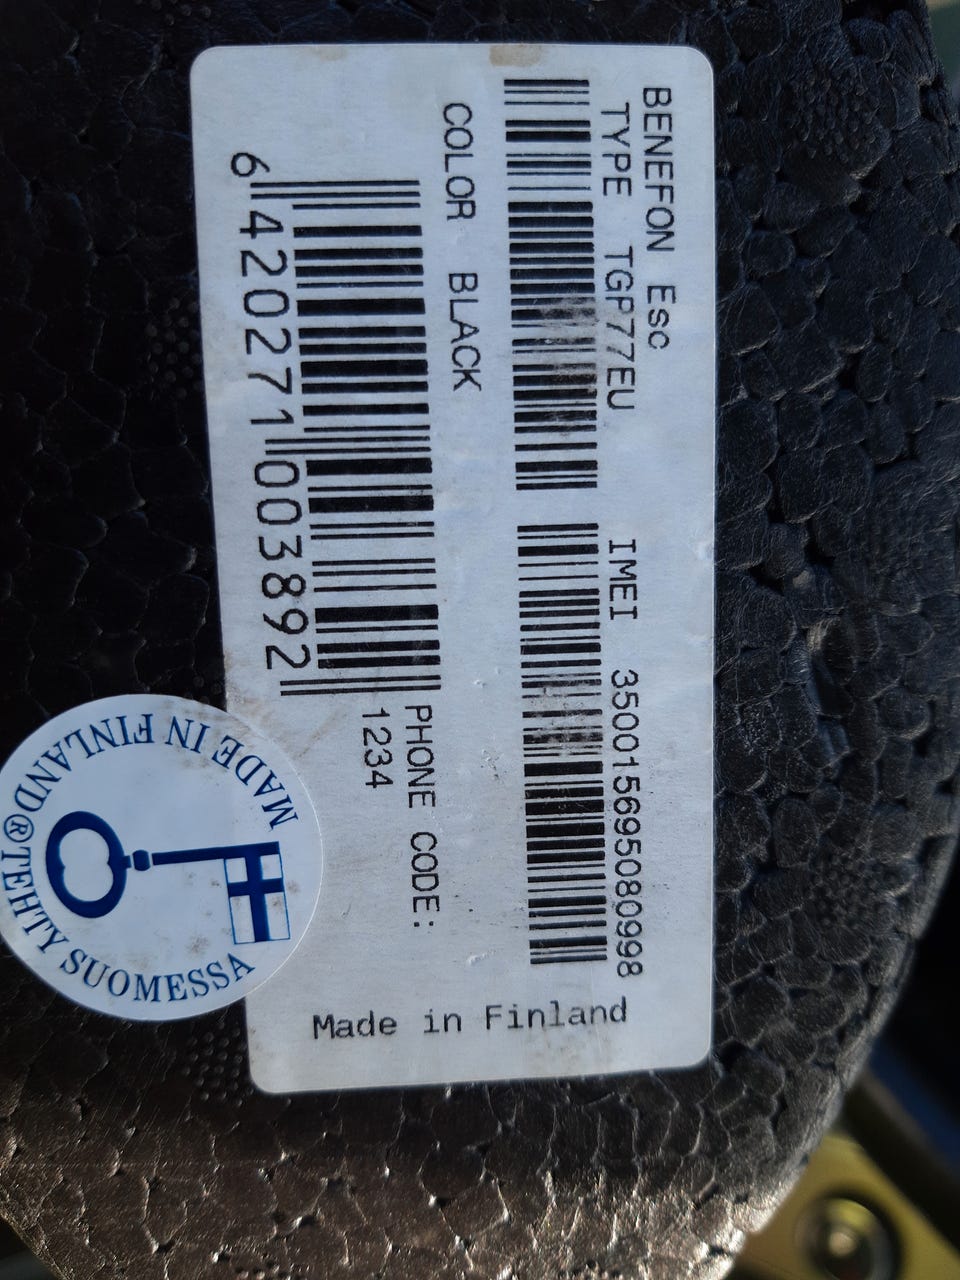 BENEFON Esc
TYPE TGP77EU IMEI 350015695080998
COLOR BLACK
6 420271 003892
PHONE CODE:
1234
Made in Finland
MADE IN FINLAND ® TEHTY SUOMESSA